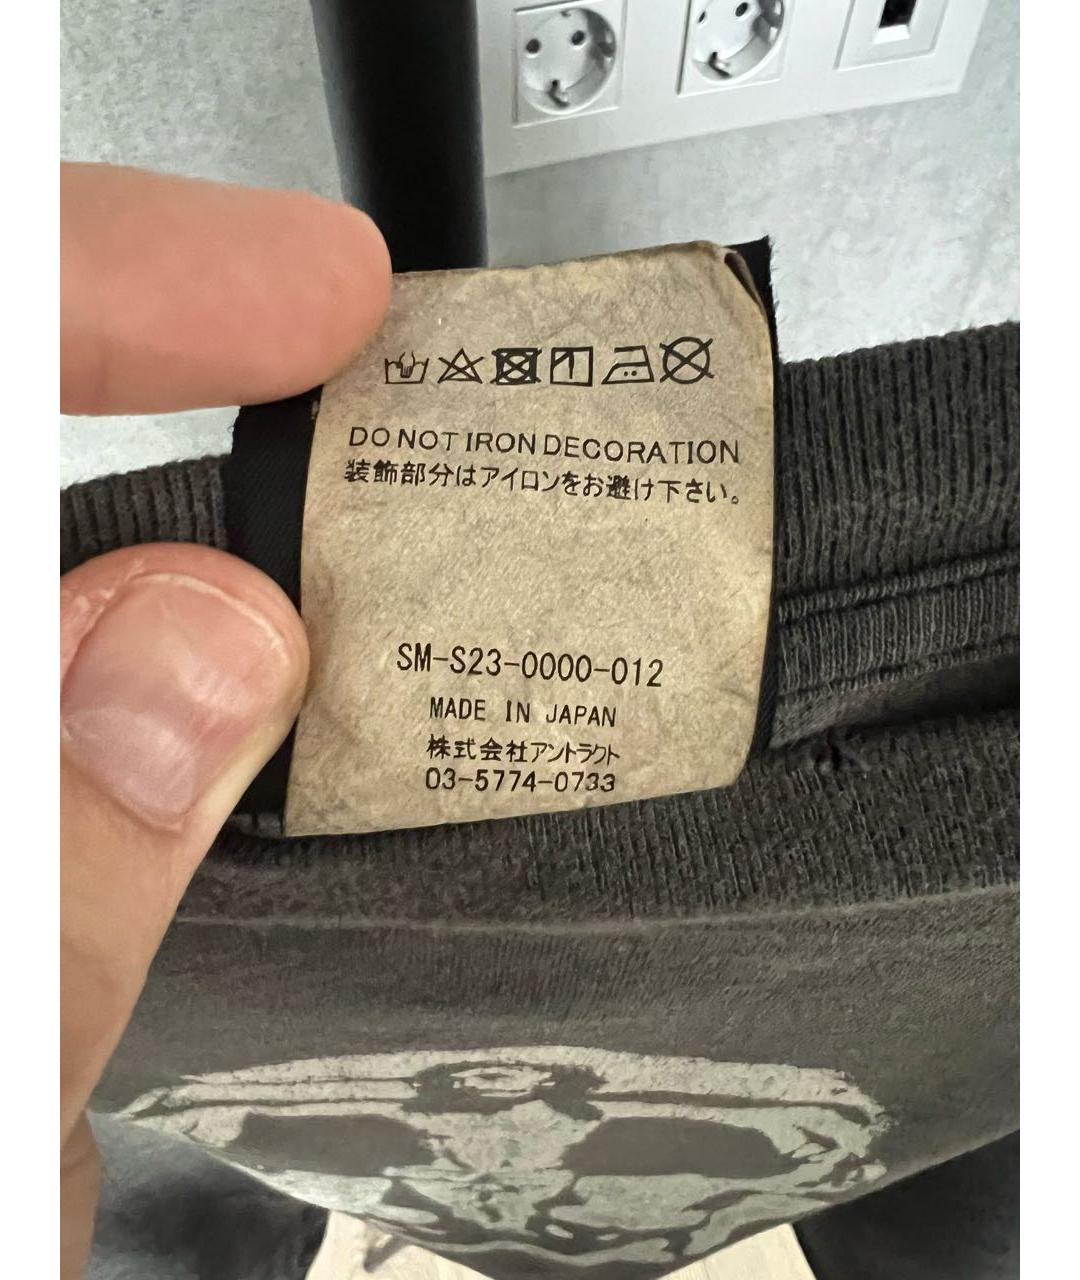 DO NOT IRON DECORATION
装飾部分はアイロンをお避け下さい。
SM-S23-0000-012
MADE IN JAPAN
株式会社アントラクト
03-5774-0733